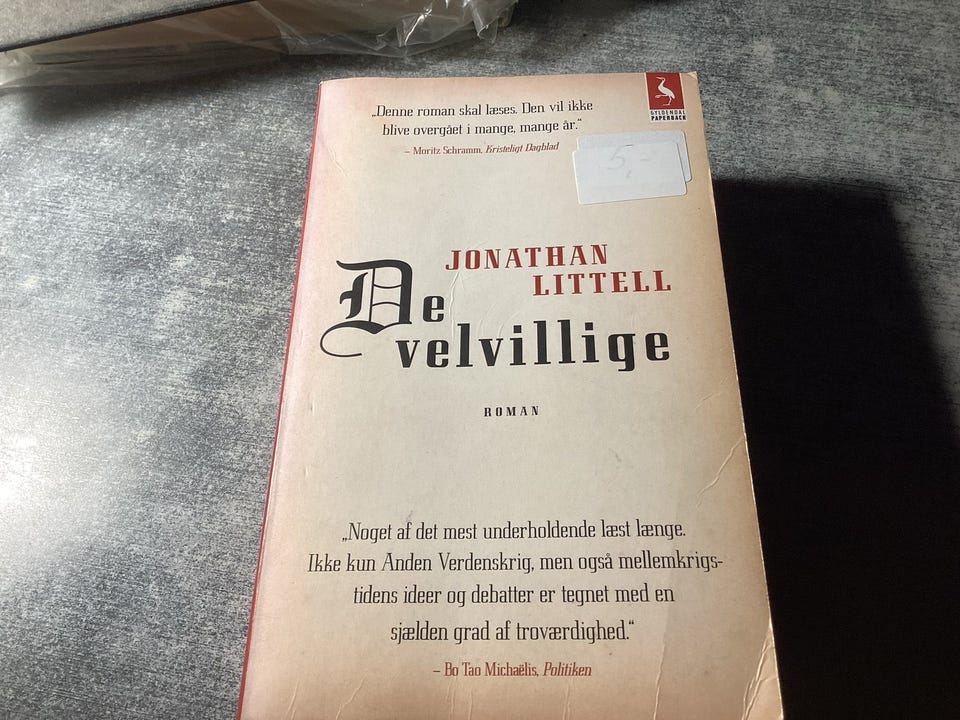 „Denne roman skal læses. Den vil ikke
blive overgået i mange, mange år.“
– Moritz Schramm, Kristeligt Dagblad
GYLDENDAL
PAPERBACK
5,-
JONATHAN
LITTELL
De
velvillige
ROMAN
„Noget af det mest underholdende læst længe.
Ikke kun Anden Verdenskrig, men også mellemkrigs-
tidens ideer og debatter er tegnet med en
sjælden grad af troværdighed.“
– Bo Tao Michaëlis, Politiken